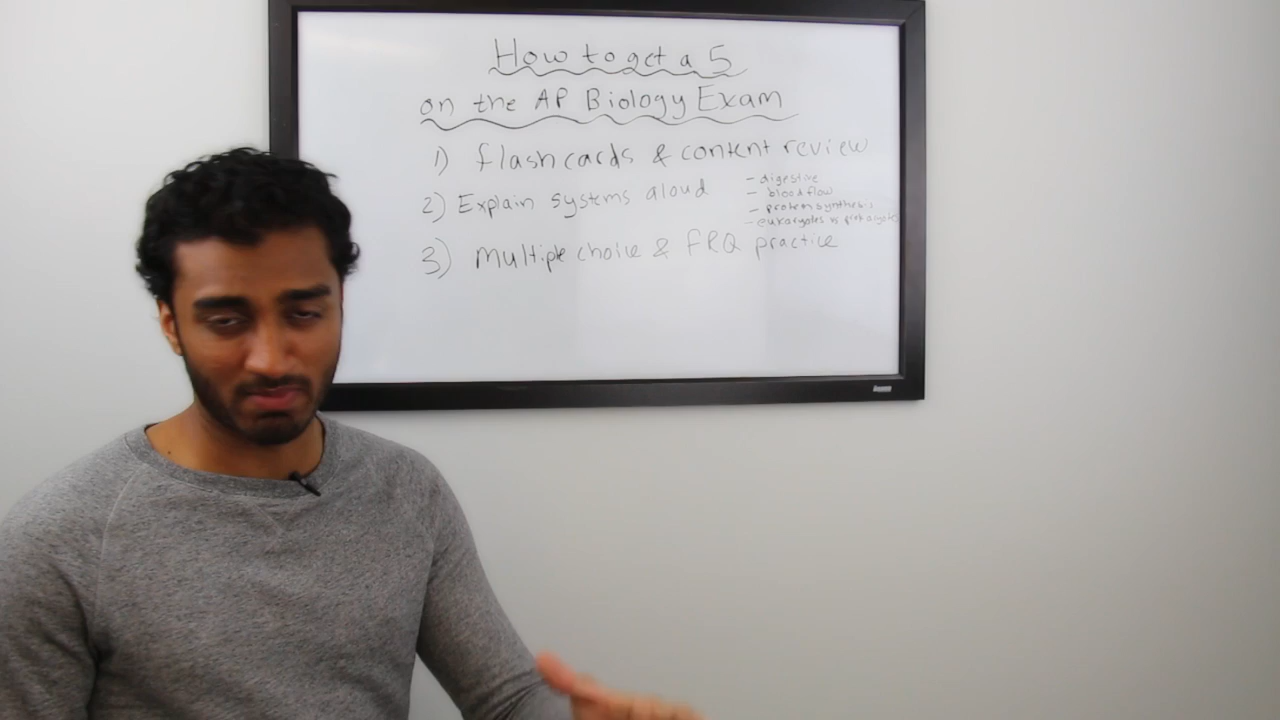 How to get a 5
on the AP Biology Exam
1) flashcards & content review
2) Explain systems aloud
- digestive
- blood flow
- protein synthesis
- eukaryotes vs prokaryotes
3) Multiple choice & FRQ practice